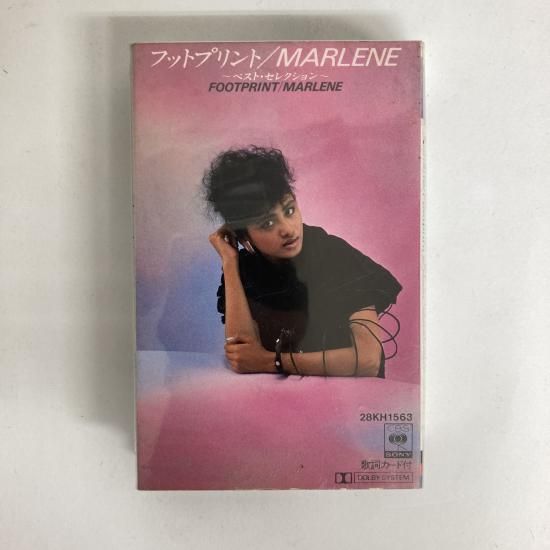 フットプリント/MARLENE
～ベスト・セレクション～
FOOTPRINT/MARLENE
28KH1563
CBS
SONY
歌詞カード付
DOLBY SYSTEM